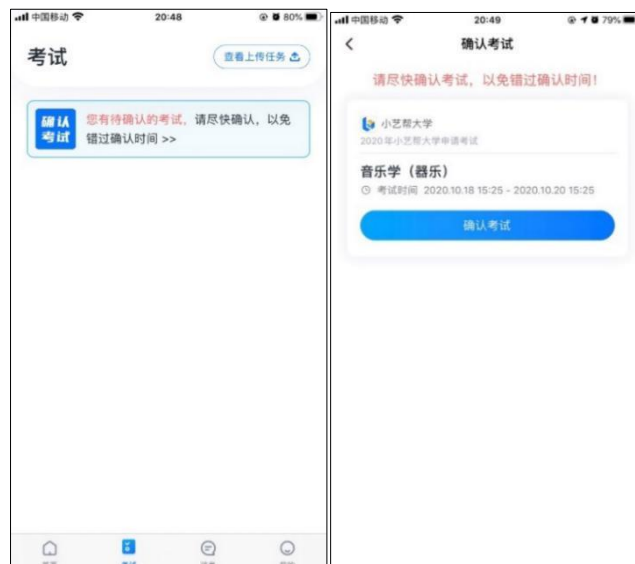 中国移动
20:48
80%
考试
查看上传任务
确认
考试
您有待确认的考试，请尽快确认，以免
错过确认时间 >>
中国移动
20:49
79%
确认考试
请尽快确认考试，以免错过确认时间！
小艺帮大学
2020年小艺帮大学申请考试
音乐学（器乐）
考试时间 2020.10.18 15:25 - 2020.10.20 15:25
确认考试